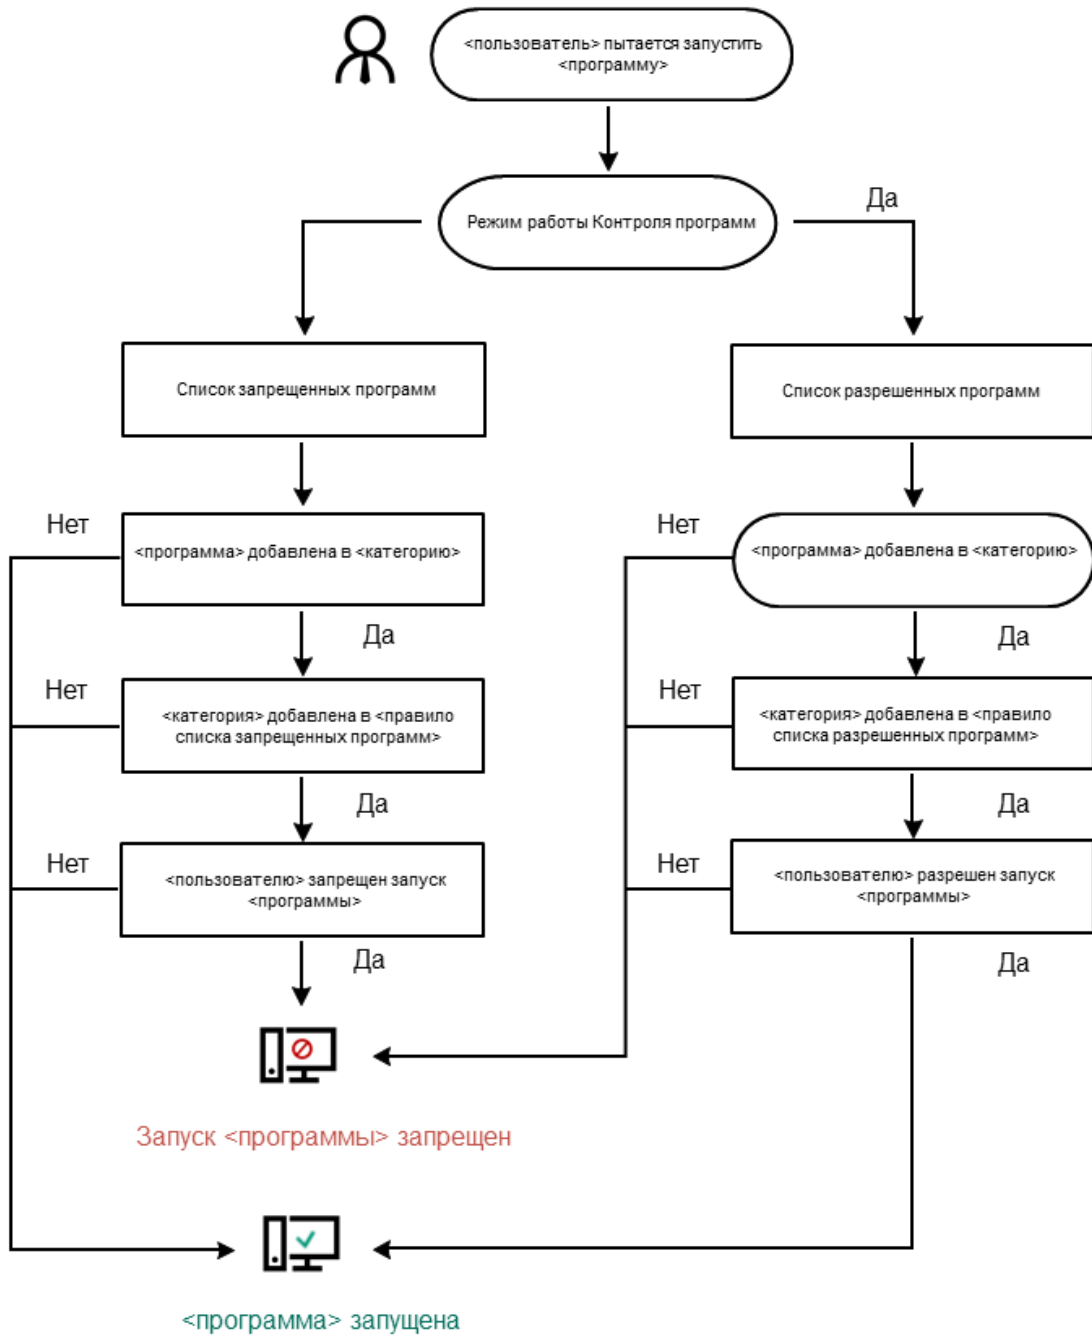 <пользователь> пытается запустить
<программу>
Режим работы Контроля программ
Да
Список запрещенных программ
Список разрешенных программ
Нет
<программа> добавлена в <категорию>
Нет
<программа> добавлена в <категорию>
Да
Да
Нет
<категория> добавлена в <правило
списка запрещенных программ>
Нет
<категория> добавлена в <правило
списка разрешенных программ>
Да
Да
Нет
<пользователю> запрещен запуск
<программы>
Нет
<пользователю> разрешен запуск
<программы>
Да
Да
Запуск <программы> запрещен
<программа> запущена